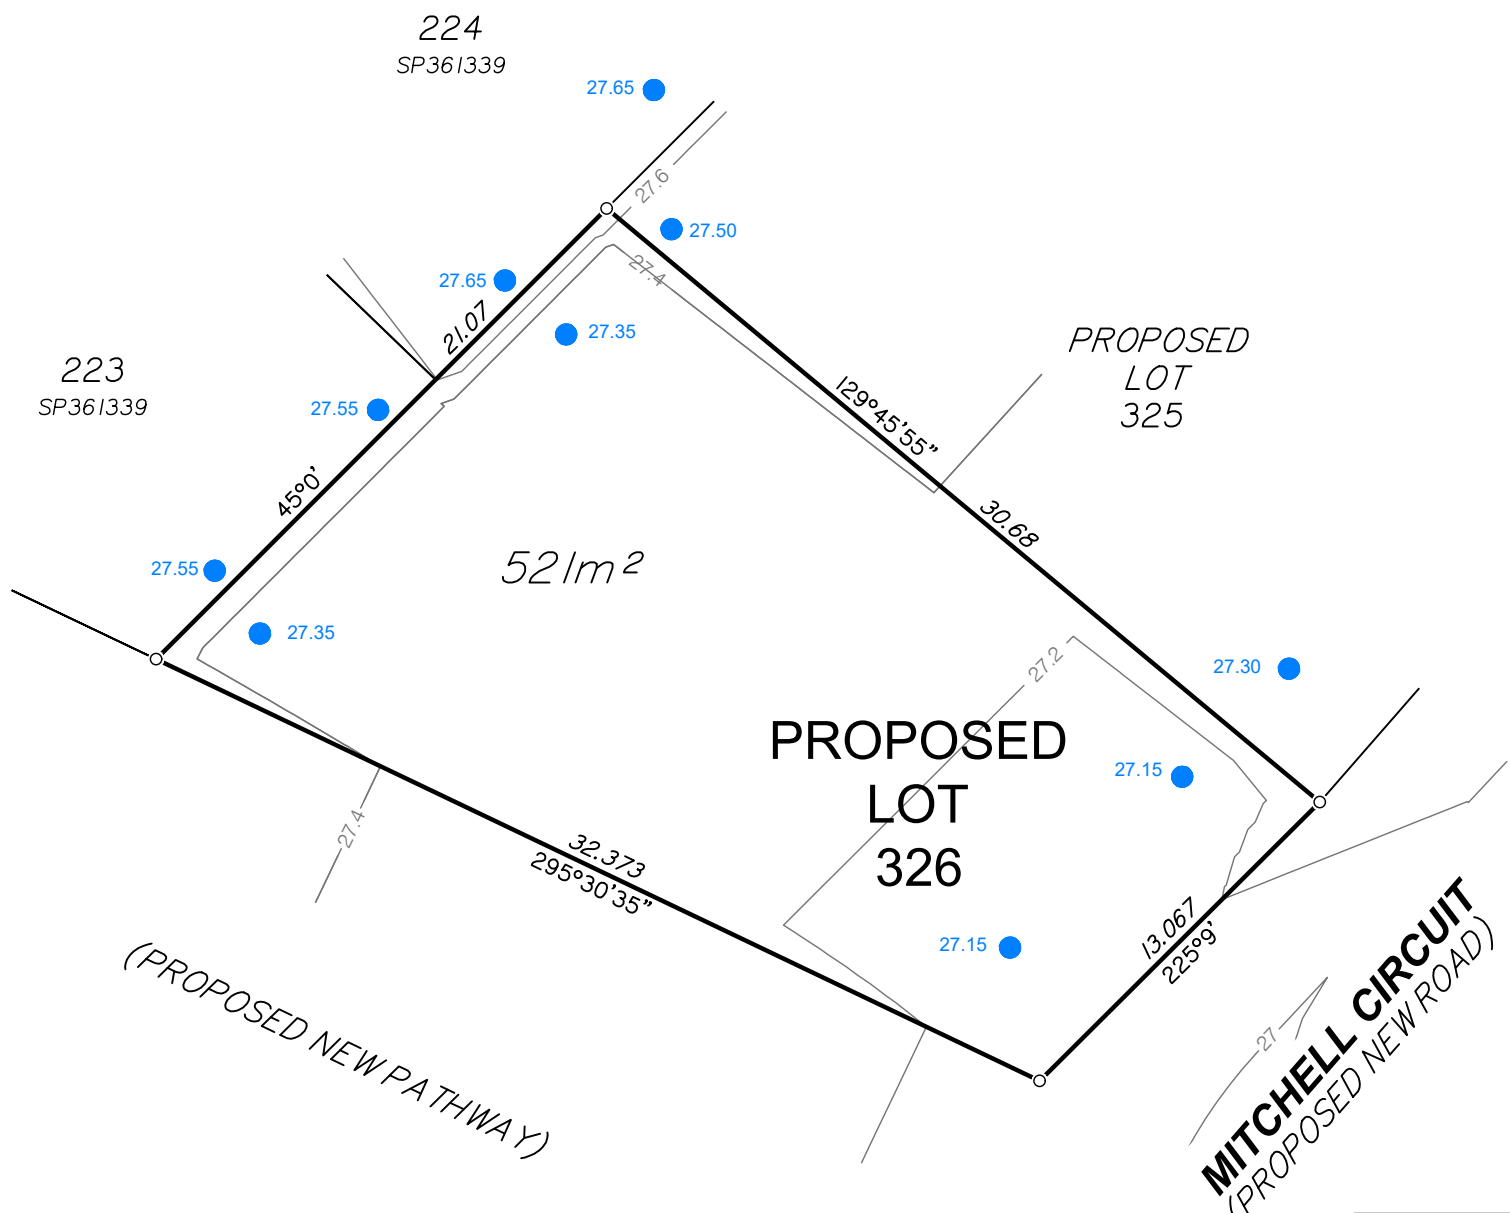 224
SP361339
27.65
27.6
27.50
27.4
27.65
27.35
21.07
PROPOSED
LOT
325
223
SP361339
27.55
129°45'55"
45°0'
30.68
521m²
27.55
27.35
27.2
27.30
PROPOSED
LOT
326
27.15
27.4
32.373
295°30'35"
27.15
13.067
225°9'
(PROPOSED NEW PATHWAY)
27
MITCHELL CIRCUIT
(PROPOSED NEW ROAD)